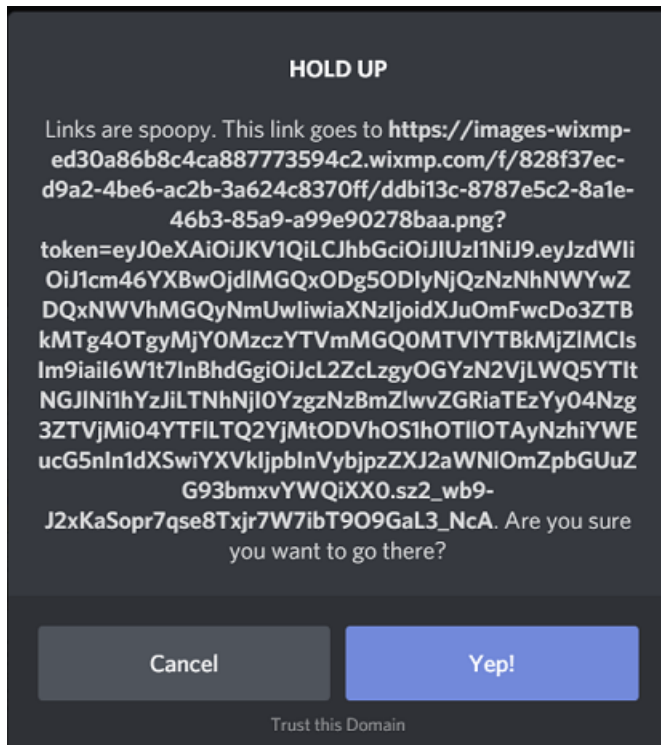 HOLD UP
Links are spoopy. This link goes to https://images-wixmp-
ed30a86b8c4ca887773594c2.wixmp.com/f/828f37ec-
d9a2-4be6-ac2b-3a624c8370ff/ddbi13c-8787e5c2-8a1e-
46b3-85a9-a99e90278baa.png?
token=eyJ0eXAiOiJKV1QiLCJhbGciOiJIUzI1NiJ9.eyJzdWIi
OiJ1cm46YXBwOjdlMGQxODg5ODIyNjQzNzNhNWYwZ
DQxNWVhMGQyNmUwIiwiaXNzIjoidXJuOmFwcDo3ZTB
kMTg4OTgyMjY0MzczYTVmMGQ0MTVlYTBkMjZlMCIs
Im9iaiI6W1t7InBhdGgiOiJcL2ZcLzgyOGYzN2VjLWQ5YTIt
NGJlNi1hYzJiLTNhNjI0YzgzNzBmZlwvZGRiaTEzYy04Nzg
3ZTVjMi04YTFlLTQ2YjMtODVhOS1hOTllOTAyNzhiYWE
ucG5nIn1dXSwiYXVkIjpbInVybjpzZXJ2aWNlOmZpbGUuZ
G93bmxvYWQiXX0.sz2_wb9-
J2xKaSopr7qse8Txjr7W7ibT9O9GaL3_NcA. Are you sure
you want to go there?
Cancel
Yep!
Trust this Domain